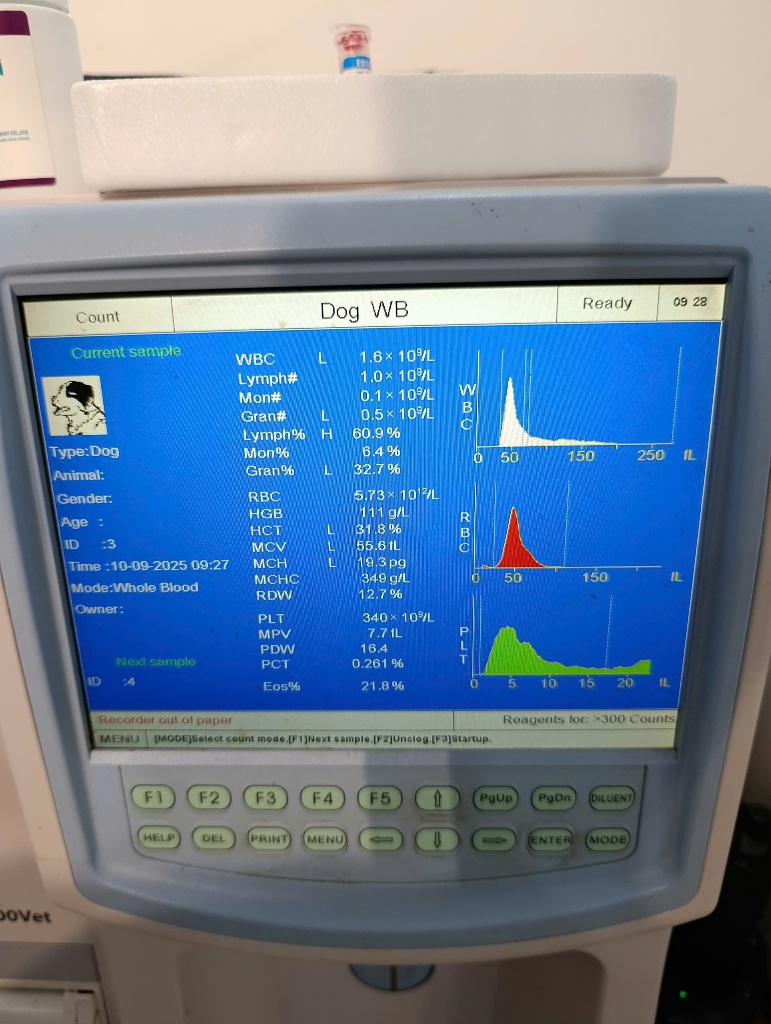 Count
Dog WB
Ready
09 28
Current sample
Type:Dog
Animal:
Gender:
Age :
ID :3
Time :10-09-2025 09:27
Mode:Whole Blood
Owner:
Next sample
ID :4
WBC L 1.6 × 10⁹/L
Lymph# 1.0 × 10⁹/L
Mon# 0.1 × 10⁹/L
Gran# L 0.5 × 10⁹/L
Lymph% H 60.9 %
Mon% 6.4 %
Gran% L 32.7 %
RBC 5.73 × 10¹²/L
HGB 111 g/L
HCT L 31.8 %
MCV L 55.6 fL
MCH L 19.3 pg
MCHC 349 g/L
RDW 12.7 %
PLT 340 × 10⁹/L
MPV 7.7 fL
PDW 16.4
PCT 0.261 %
Eos% 21.8 %
WBC
0 50 150 250 fL
RBC
0 50 150 fL
PLT
0 5 10 15 20 fL
Recorder out of paper
Reagents for: >300 Counts
MENU [MODE]Select count mode,[F1]Next sample,[F2]Unclog,[F3]Startup.
F1 F2 F3 F4 F5 ⇧ PgUp PgDn DILUENT
HELP DEL PRINT MENU ⇐ ⇩ ⇒ ENTER MODE
00Vet